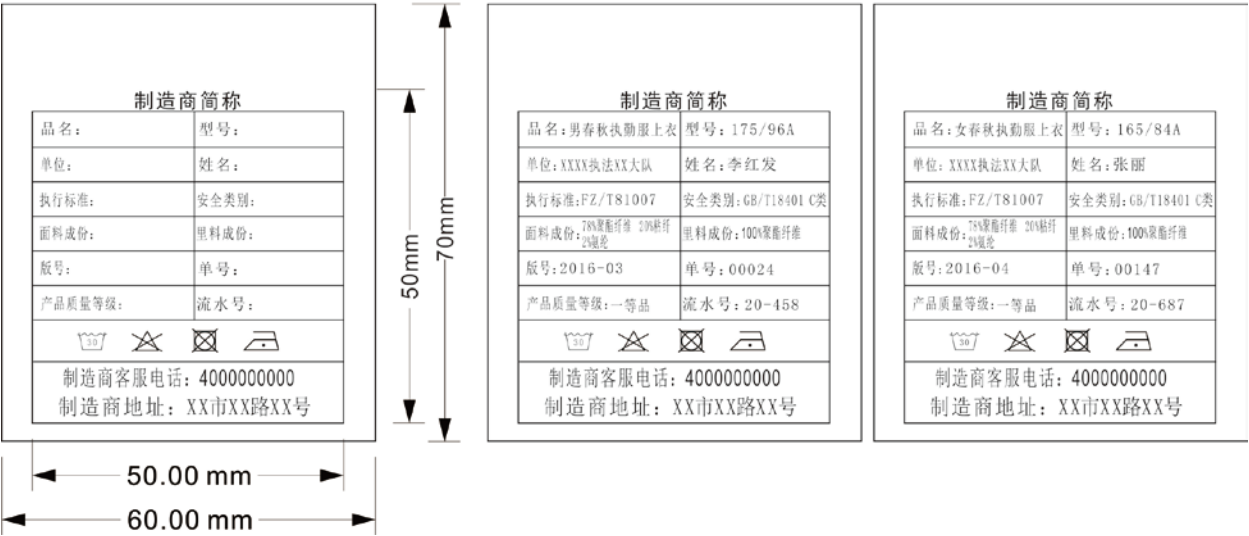 制造商简称
品名： 型号：
单位： 姓名：
执行标准： 安全类别：
面料成份： 里料成份：
版号： 单号：
产品质量等级： 流水号：
30
制造商客服电话：4000000000
制造商地址：XX市XX路XX号
50.00 mm
60.00 mm
50mm
70mm
制造商简称
品名：男春秋执勤服上衣 型号：175/96A
单位：XXXX执法XX大队 姓名：李红发
执行标准：FZ/T81007 安全类别：GB/T18401 C类
面料成份：78%聚酯纤维 20%粘纤
2%氨纶 里料成份：100%聚酯纤维
版号：2016-03 单号：00024
产品质量等级：一等品 流水号：20-458
30
制造商客服电话：4000000000
制造商地址：XX市XX路XX号
制造商简称
品名：女春秋执勤服上衣 型号：165/84A
单位：XXXX执法XX大队 姓名：张丽
执行标准：FZ/T81007 安全类别：GB/T18401 C类
面料成份：78%聚酯纤维 20%粘纤
2%氨纶 里料成份：100%聚酯纤维
版号：2016-04 单号：00147
产品质量等级：一等品 流水号：20-687
30
制造商客服电话：4000000000
制造商地址：XX市XX路XX号